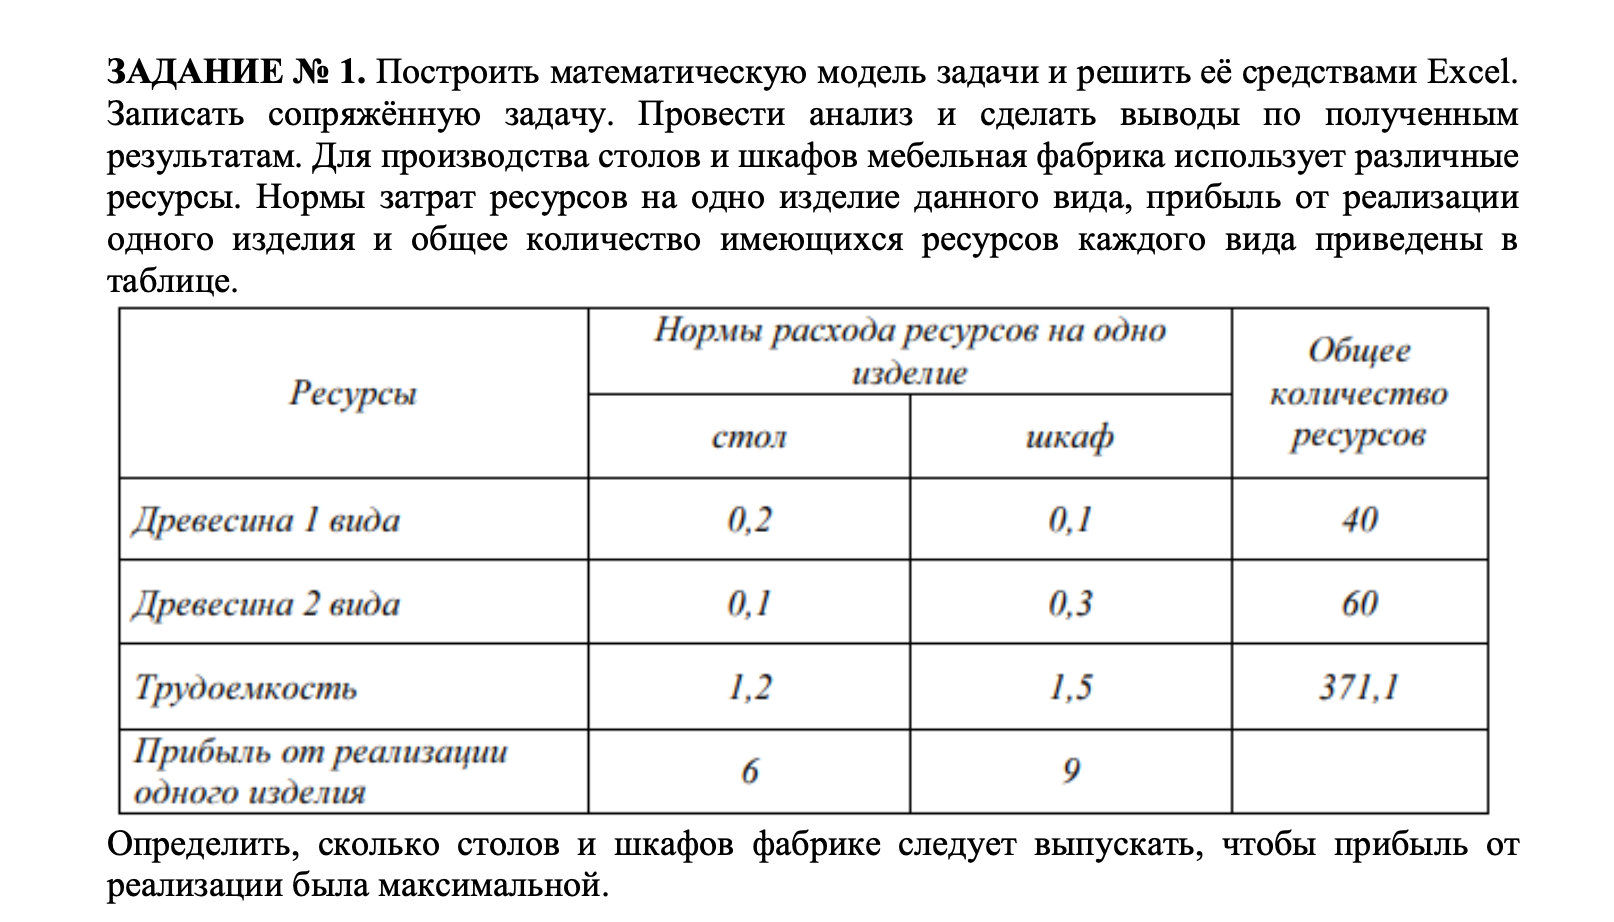 ЗАДАНИЕ № 1. Построить математическую модель задачи и решить её средствами Excel.
Записать сопряжённую задачу. Провести анализ и сделать выводы по полученным
результатам. Для производства столов и шкафов мебельная фабрика использует различные
ресурсы. Нормы затрат ресурсов на одно изделие данного вида, прибыль от реализации
одного изделия и общее количество имеющихся ресурсов каждого вида приведены в
таблице.
Ресурсы
Нормы расхода ресурсов на одно
изделие
Общее
количество
ресурсов
стол
шкаф
Древесина 1 вида
0,2
0,1
40
Древесина 2 вида
0,1
0,3
60
Трудоемкость
1,2
1,5
371,1
Прибыль от реализации
одного изделия
6
9
Определить, сколько столов и шкафов фабрике следует выпускать, чтобы прибыль от
реализации была максимальной.